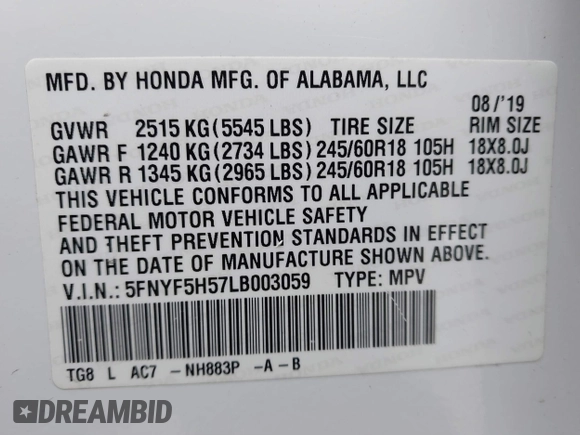 MFD. BY HONDA MFG. OF ALABAMA, LLC
08/'19
GVWR 2515 KG (5545 LBS) TIRE SIZE RIM SIZE
GAWR F 1240 KG (2734 LBS) 245/60R18 105H 18X8.0J
GAWR R 1345 KG (2965 LBS) 245/60R18 105H 18X8.0J
THIS VEHICLE CONFORMS TO ALL APPLICABLE
FEDERAL MOTOR VEHICLE SAFETY
AND THEFT PREVENTION STANDARDS IN EFFECT
ON THE DATE OF MANUFACTURE SHOWN ABOVE.
V.I.N.: 5FNYF5H57LB003059 TYPE: MPV
TG8 L AC7 -NH883P -A-B
DREAMBID